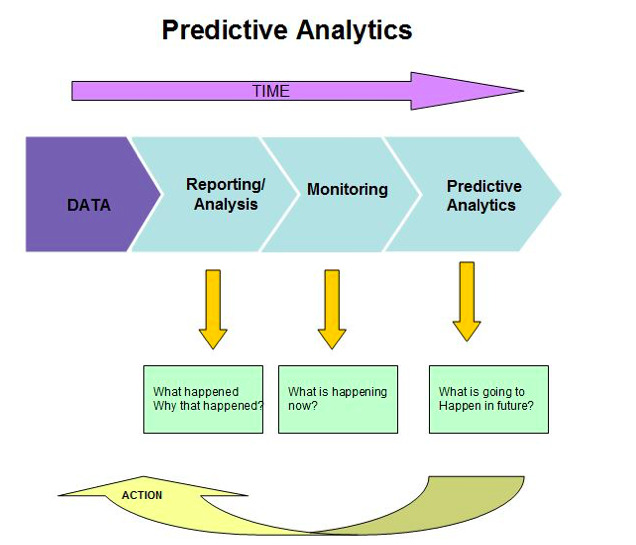 Predictive Analytics
TIME
DATA
Reporting/
Analysis
Monitoring
Predictive
Analytics
What happened
Why that happened?
What is happening
now?
What is going to
Happen in future?
ACTION